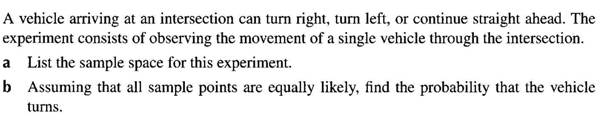 A vehicle arriving at an intersection can turn right, turn left, or continue straight ahead. The
experiment consists of observing the movement of a single vehicle through the intersection.
a List the sample space for this experiment.
b Assuming that all sample points are equally likely, find the probability that the vehicle
turns.